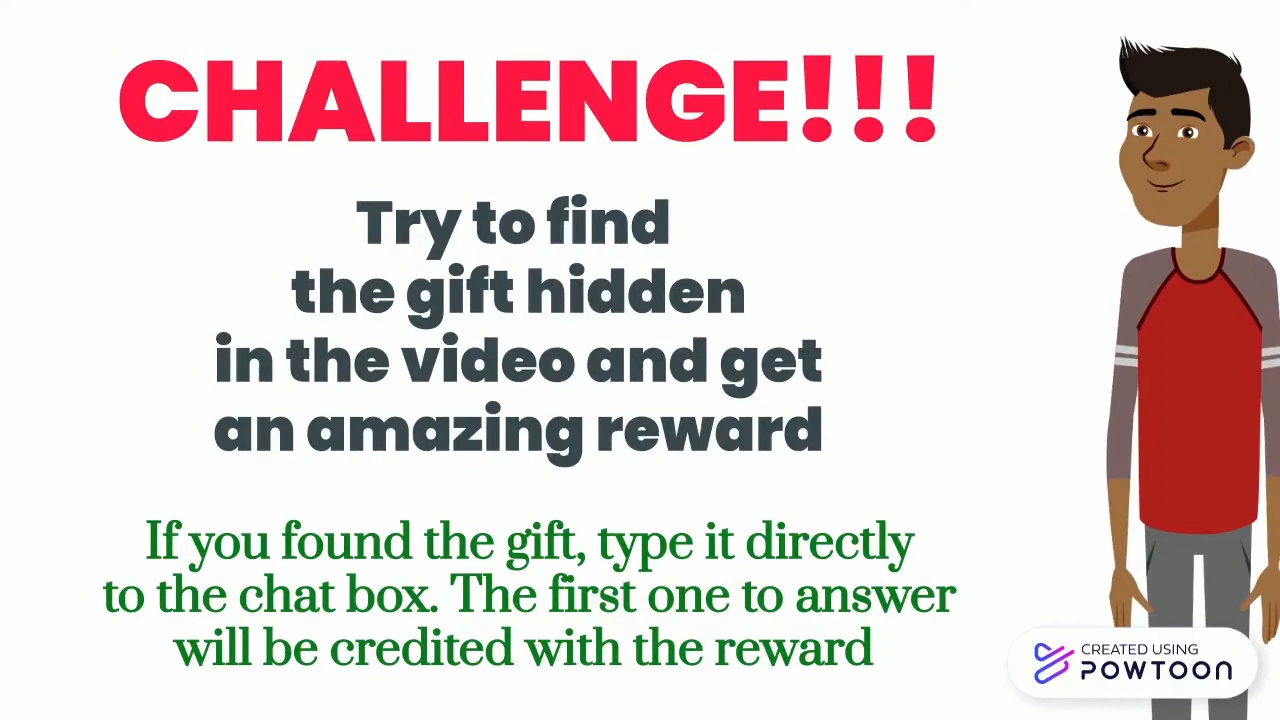 CHALLENGE!!!
Try to find
the gift hidden
in the video and get
an amazing reward
If you found the gift, type it directly
to the chat box. The first one to answer
will be credited with the reward
CREATED USING
POWTOON